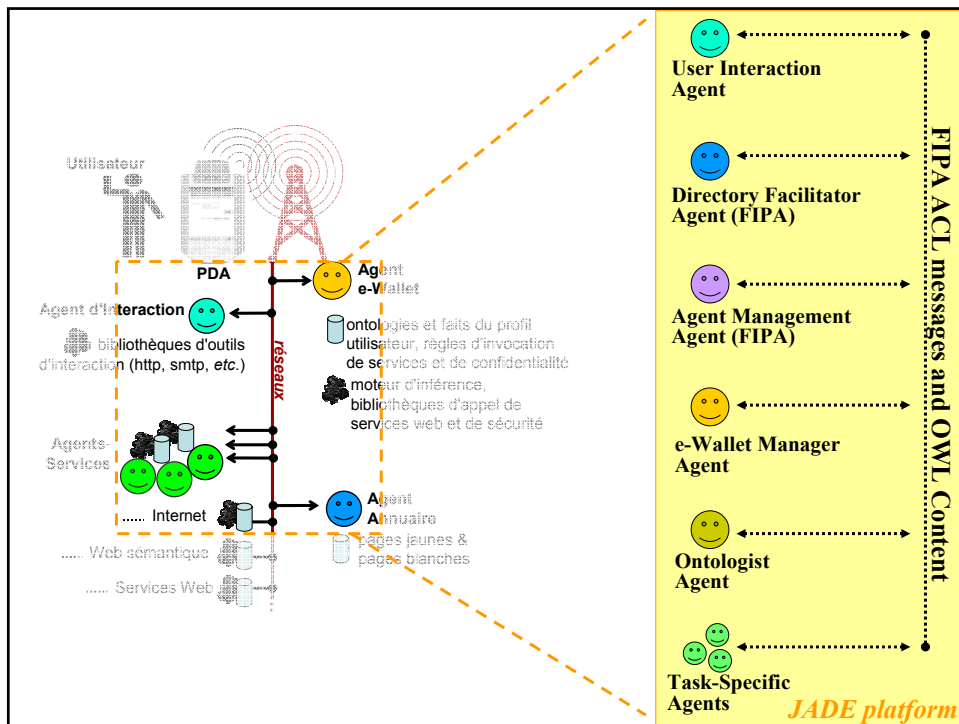 Utilisateur
PDA
Agent
e-Wallet
Agent d'Interaction
bibliothèques d'outils
d'interaction (http, smtp, etc.)
réseaux
ontologies et faits du profil
utilisateur, règles d'invocation
de services et de confidentialité
moteur d'inférence,
bibliothèques d'appel de
services web et de sécurité
Agents-
Services
...... Internet
Agent
Annuaire
pages jaunes &
pages blanches
...... Web sémantique
...... Services Web
User Interaction
Agent
Directory Facilitator
Agent (FIPA)
Agent Management
Agent (FIPA)
e-Wallet Manager
Agent
Ontologist
Agent
Task-Specific
Agents
FIPA ACL messages and OWL Content
JADE platform